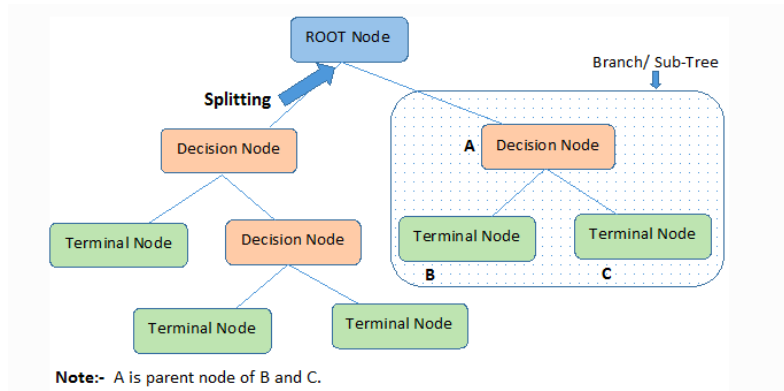 ROOT Node
Branch/ Sub-Tree
Splitting
Decision Node
A
Decision Node
Terminal Node
Decision Node
Terminal Node
Terminal Node
B
C
Terminal Node
Terminal Node
Note:- A is parent node of B and C.